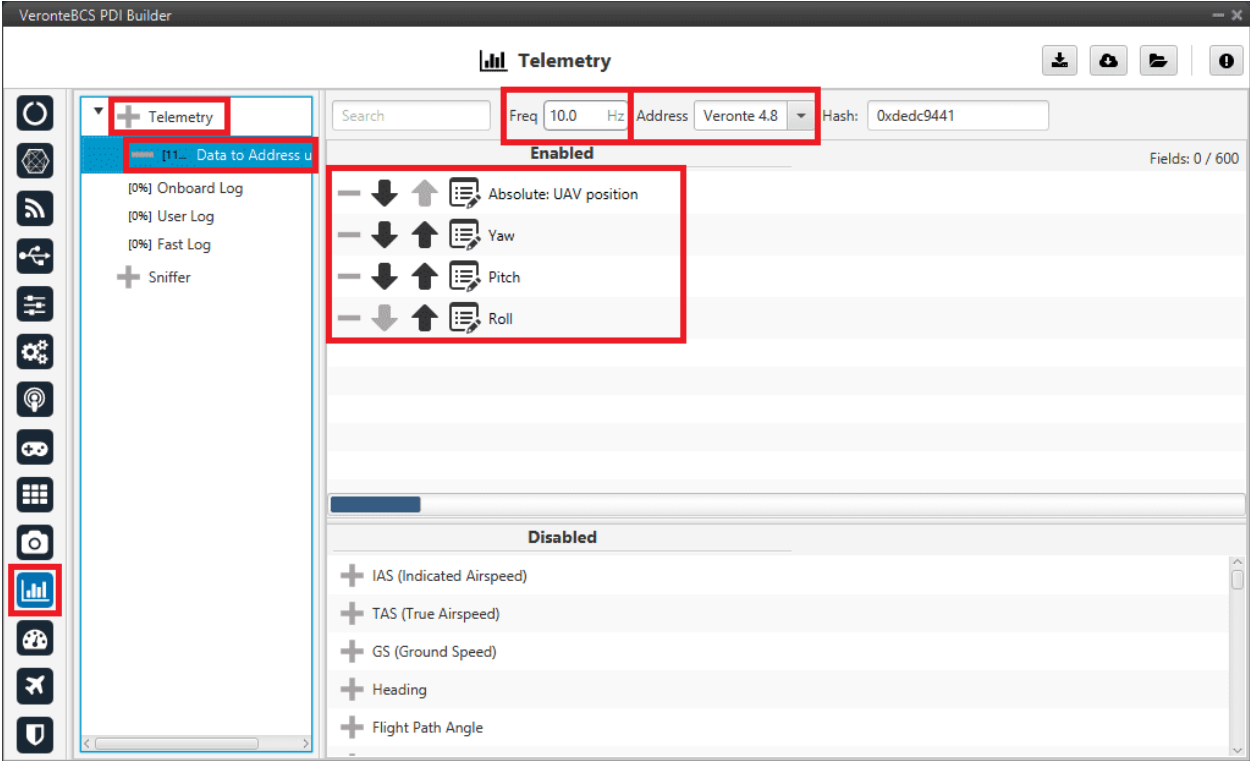 VeronteBCS PDI Builder
Telemetry
Telemetry
[11... Data to Address u
[0%] Onboard Log
[0%] User Log
[0%] Fast Log
Sniffer
Search Freq 10.0 Hz Address Veronte 4.8 Hash: 0xdedc9441
Enabled
Fields: 0 / 600
Absolute: UAV position
Yaw
Pitch
Roll
Disabled
IAS (Indicated Airspeed)
TAS (True Airspeed)
GS (Ground Speed)
Heading
Flight Path Angle